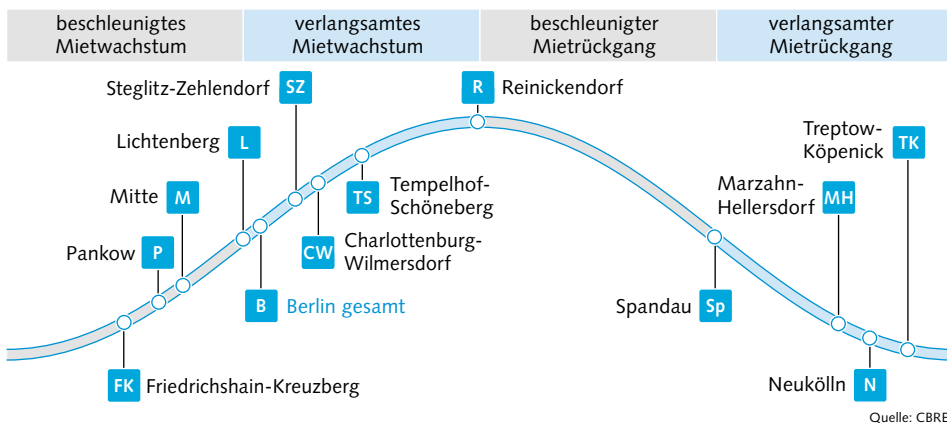 beschleunigtes
Mietwachstum
verlangsamtes
Mietwachstum
beschleunigter
Mietrückgang
verlangsamter
Mietrückgang
Steglitz-Zehlendorf SZ
R Reinickendorf
Lichtenberg L
Treptow-
Köpenick TK
Mitte M
TS Tempelhof-
Schöneberg
Marzahn-
Hellersdorf MH
Pankow P
CW Charlottenburg-
Wilmersdorf
B Berlin gesamt
Spandau Sp
FK Friedrichshain-Kreuzberg
Neukölln N
Quelle: CBRE